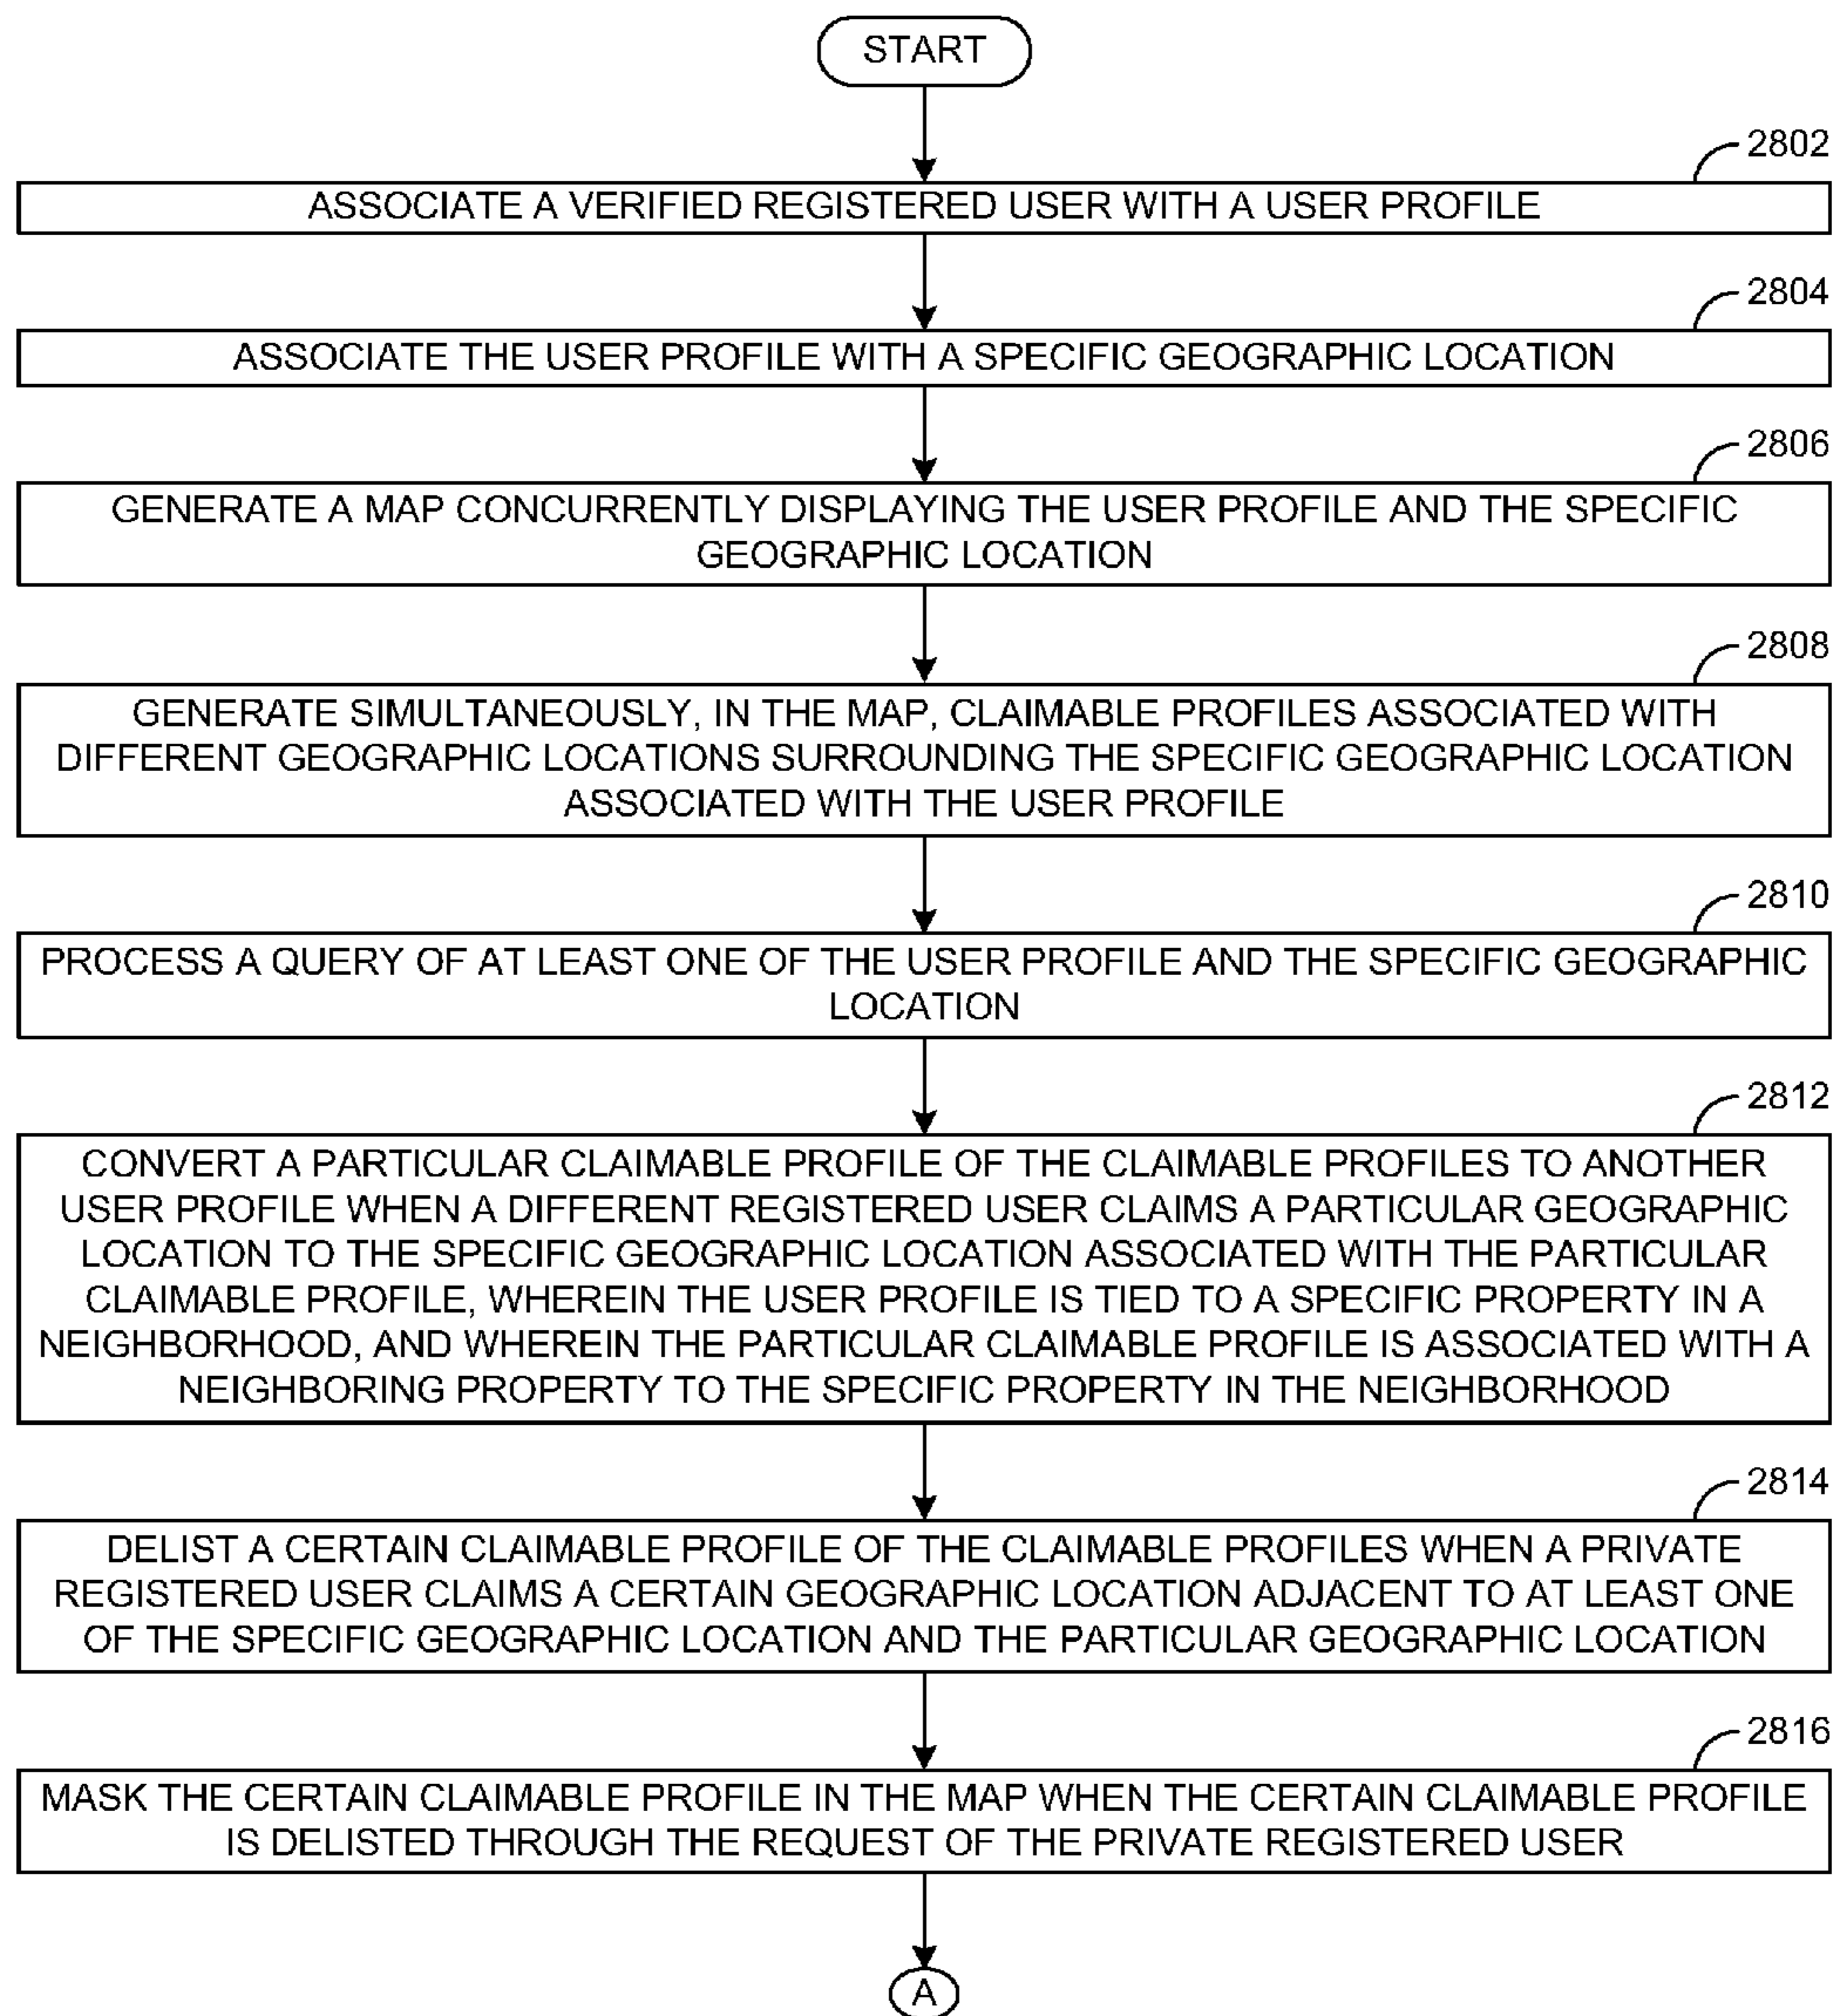 START
2802
ASSOCIATE A VERIFIED REGISTERED USER WITH A USER PROFILE
2804
ASSOCIATE THE USER PROFILE WITH A SPECIFIC GEOGRAPHIC LOCATION
2806
GENERATE A MAP CONCURRENTLY DISPLAYING THE USER PROFILE AND THE SPECIFIC
GEOGRAPHIC LOCATION
2808
GENERATE SIMULTANEOUSLY, IN THE MAP, CLAIMABLE PROFILES ASSOCIATED WITH
DIFFERENT GEOGRAPHIC LOCATIONS SURROUNDING THE SPECIFIC GEOGRAPHIC LOCATION
ASSOCIATED WITH THE USER PROFILE
2810
PROCESS A QUERY OF AT LEAST ONE OF THE USER PROFILE AND THE SPECIFIC GEOGRAPHIC
LOCATION
2812
CONVERT A PARTICULAR CLAIMABLE PROFILE OF THE CLAIMABLE PROFILES TO ANOTHER
USER PROFILE WHEN A DIFFERENT REGISTERED USER CLAIMS A PARTICULAR GEOGRAPHIC
LOCATION TO THE SPECIFIC GEOGRAPHIC LOCATION ASSOCIATED WITH THE PARTICULAR
CLAIMABLE PROFILE, WHEREIN THE USER PROFILE IS TIED TO A SPECIFIC PROPERTY IN A
NEIGHBORHOOD, AND WHEREIN THE PARTICULAR CLAIMABLE PROFILE IS ASSOCIATED WITH A
NEIGHBORING PROPERTY TO THE SPECIFIC PROPERTY IN THE NEIGHBORHOOD
2814
DELIST A CERTAIN CLAIMABLE PROFILE OF THE CLAIMABLE PROFILES WHEN A PRIVATE
REGISTERED USER CLAIMS A CERTAIN GEOGRAPHIC LOCATION ADJACENT TO AT LEAST ONE
OF THE SPECIFIC GEOGRAPHIC LOCATION AND THE PARTICULAR GEOGRAPHIC LOCATION
2816
MASK THE CERTAIN CLAIMABLE PROFILE IN THE MAP WHEN THE CERTAIN CLAIMABLE PROFILE
IS DELISTED THROUGH THE REQUEST OF THE PRIVATE REGISTERED USER
A